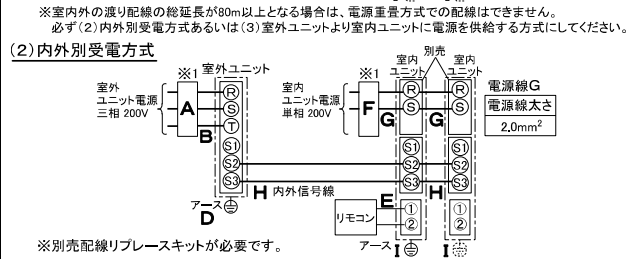 ※室内外の渡り配線の総延長が80m以上となる場合は、電源重畳方式での配線はできません。
必ず(2)内外別受電方式あるいは(3)室外ユニットより室内ユニットに電源を供給する方式にしてください。
(2)内外別受電方式
※1
室外ユニット
室外
ユニット電源
三相 200V
A
B
R
S
T
S1
S2
S3
アース
D
H 内外信号線
※1
室内
ユニット電源
単相 200V
F
G
室内
ユニット
別売
室内
ユニット
R
S
S1
S2
S3
①
②
G
H
R
S
S1
S2
S3
①
②
E
リモコン
アース I
I
電源線G
電源線太さ
2.0mm²
※別売配線リプレースキットが必要です。